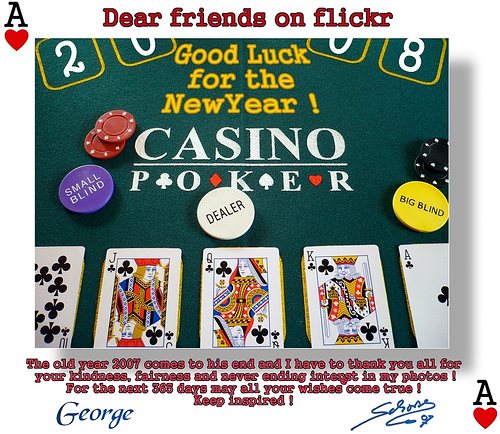 A
Dear friends on flickr
2 0 0 8
Good Luck
for the
NewYear !
CASINO
P♣O♦K♠E♥R
SMALL
BLIND
DEALER
BIG BLIND
10
J
Q
K
A
The old year 2007 comes to his end and I have to thank you all for
your kindness, fairness and never ending interest in my photos !
For the next 365 days may all your wishes come true !
Keep inspired !
George
A